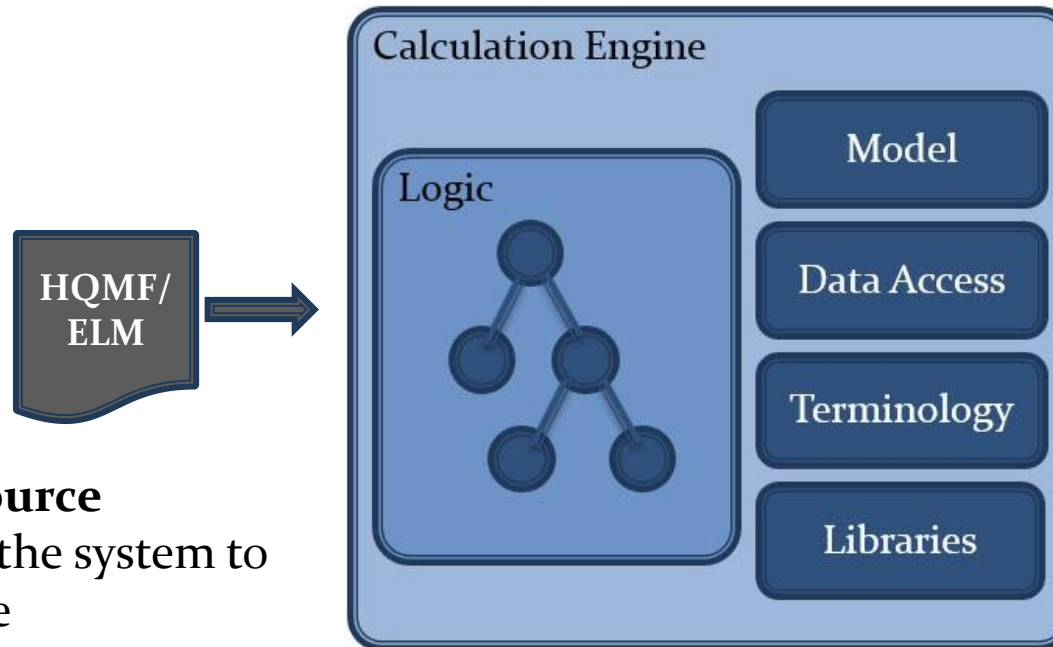 Calculation Engine
Logic
Model
Data Access
Terminology
Libraries
HQMF/
ELM
the system to